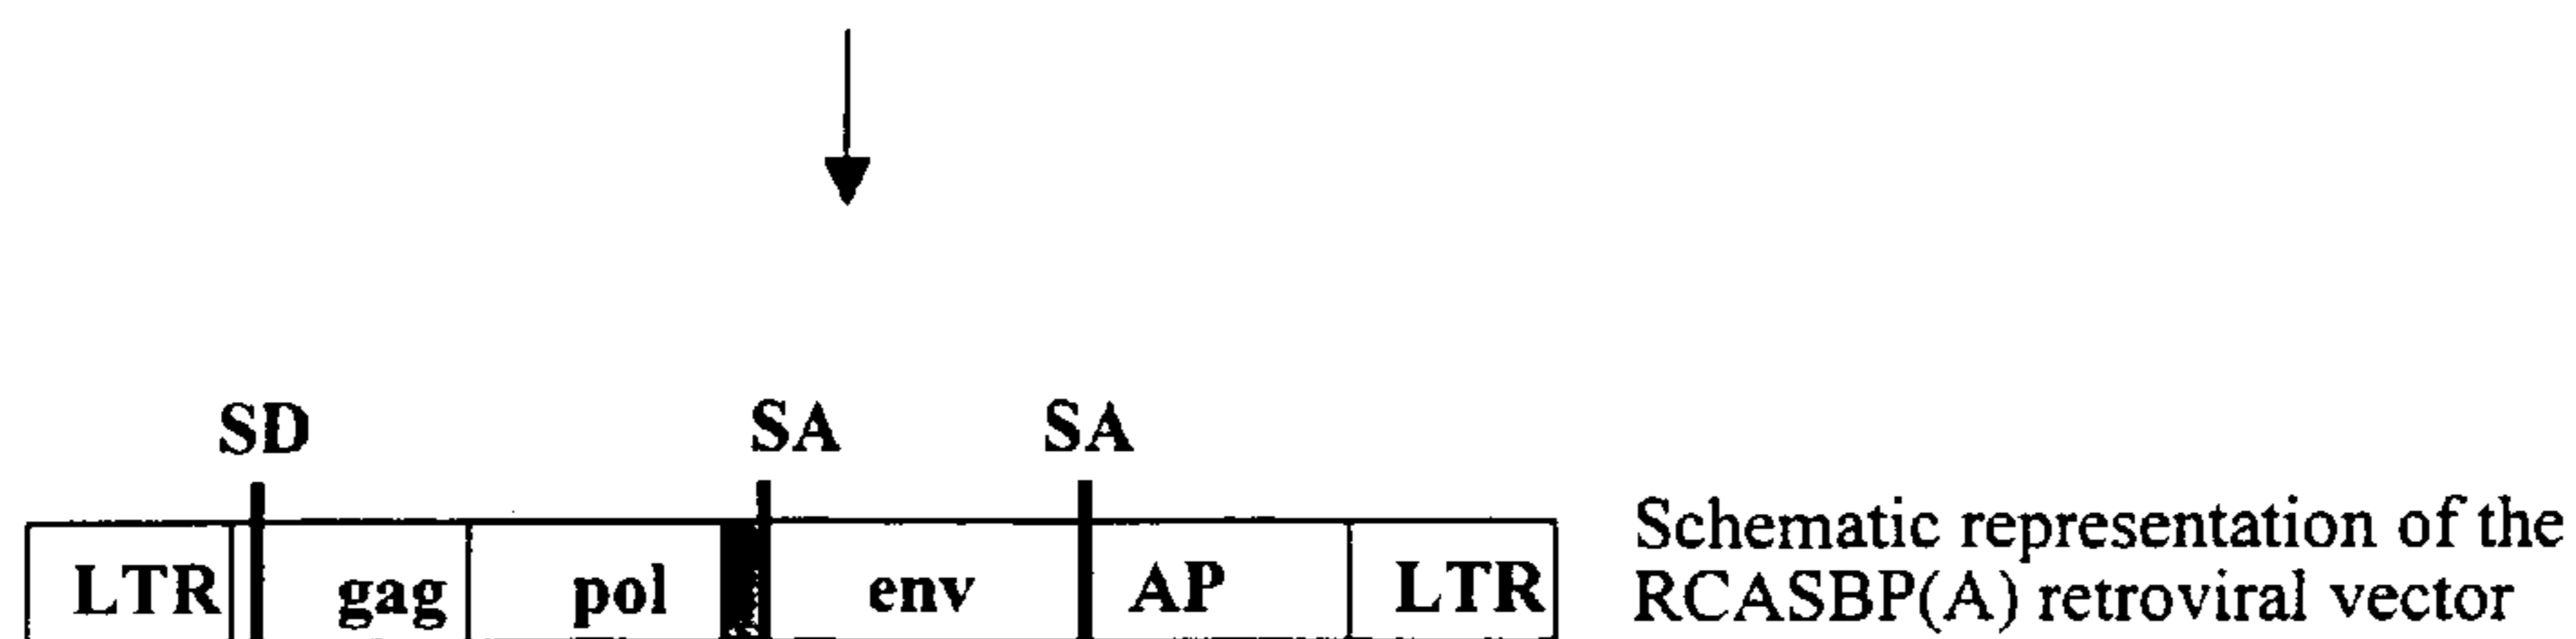 SD SA SA
LTR gag pol env AP LTR
Schematic representation of the
RCASBP(A) retroviral vector